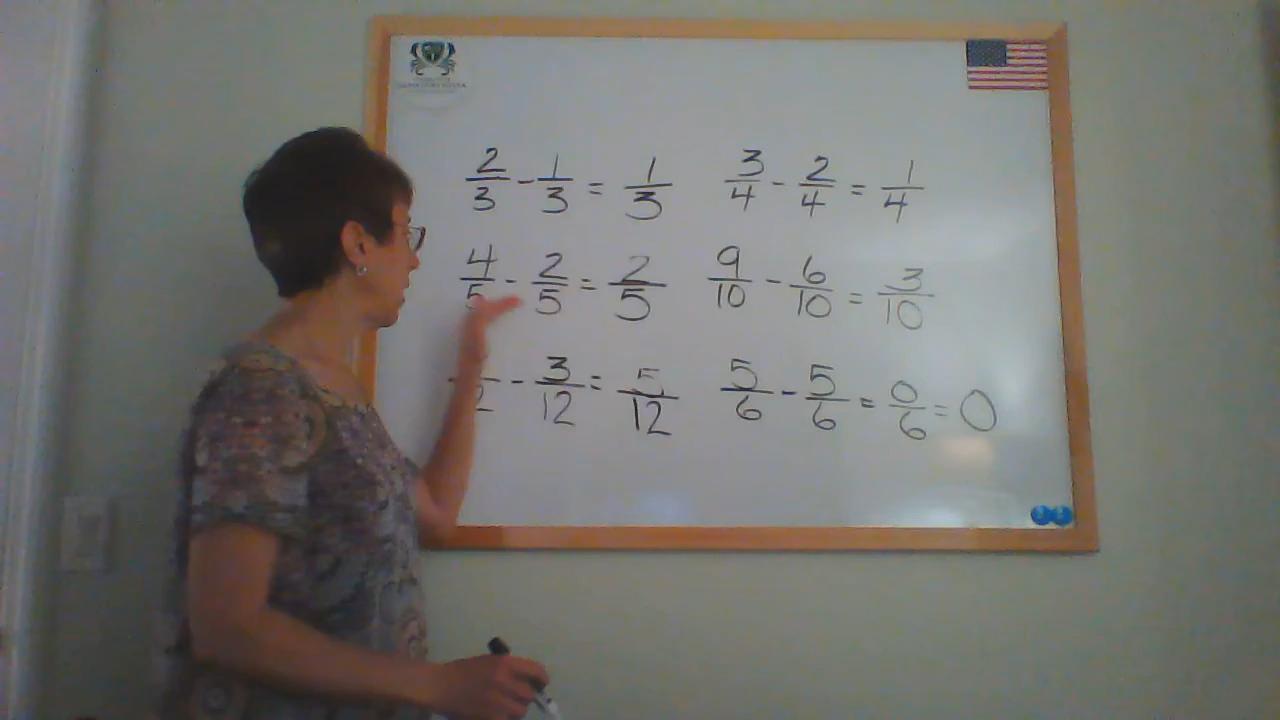 2/3 - 1/3 = 1/3   3/4 - 2/4 = 1/4
4/5 - 2/5 = 2/5   9/10 - 6/10 = 3/10
- 3/12 = 5/12   5/6 - 5/6 = 0/6 = 0